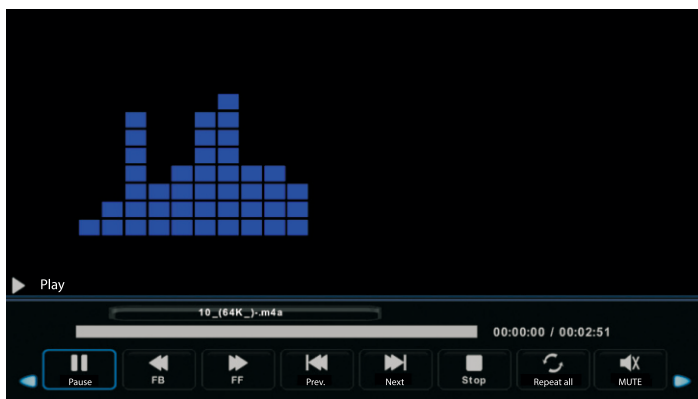 Play
10_(64K_)-.m4a
00:00:00 / 00:02:51
Pause FB FF Prev. Next Stop Repeat all MUTE